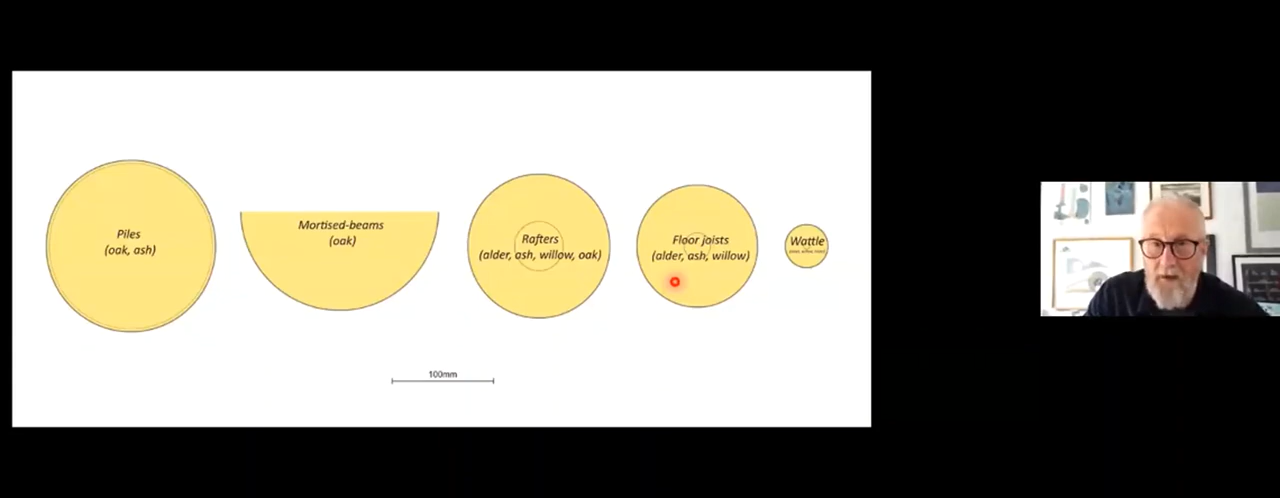 Piles
(oak, ash)
Mortised-beams
(oak)
Rafters
(alder, ash, willow, oak)
Floor joists
(alder, ash, willow)
Wattle
100mm